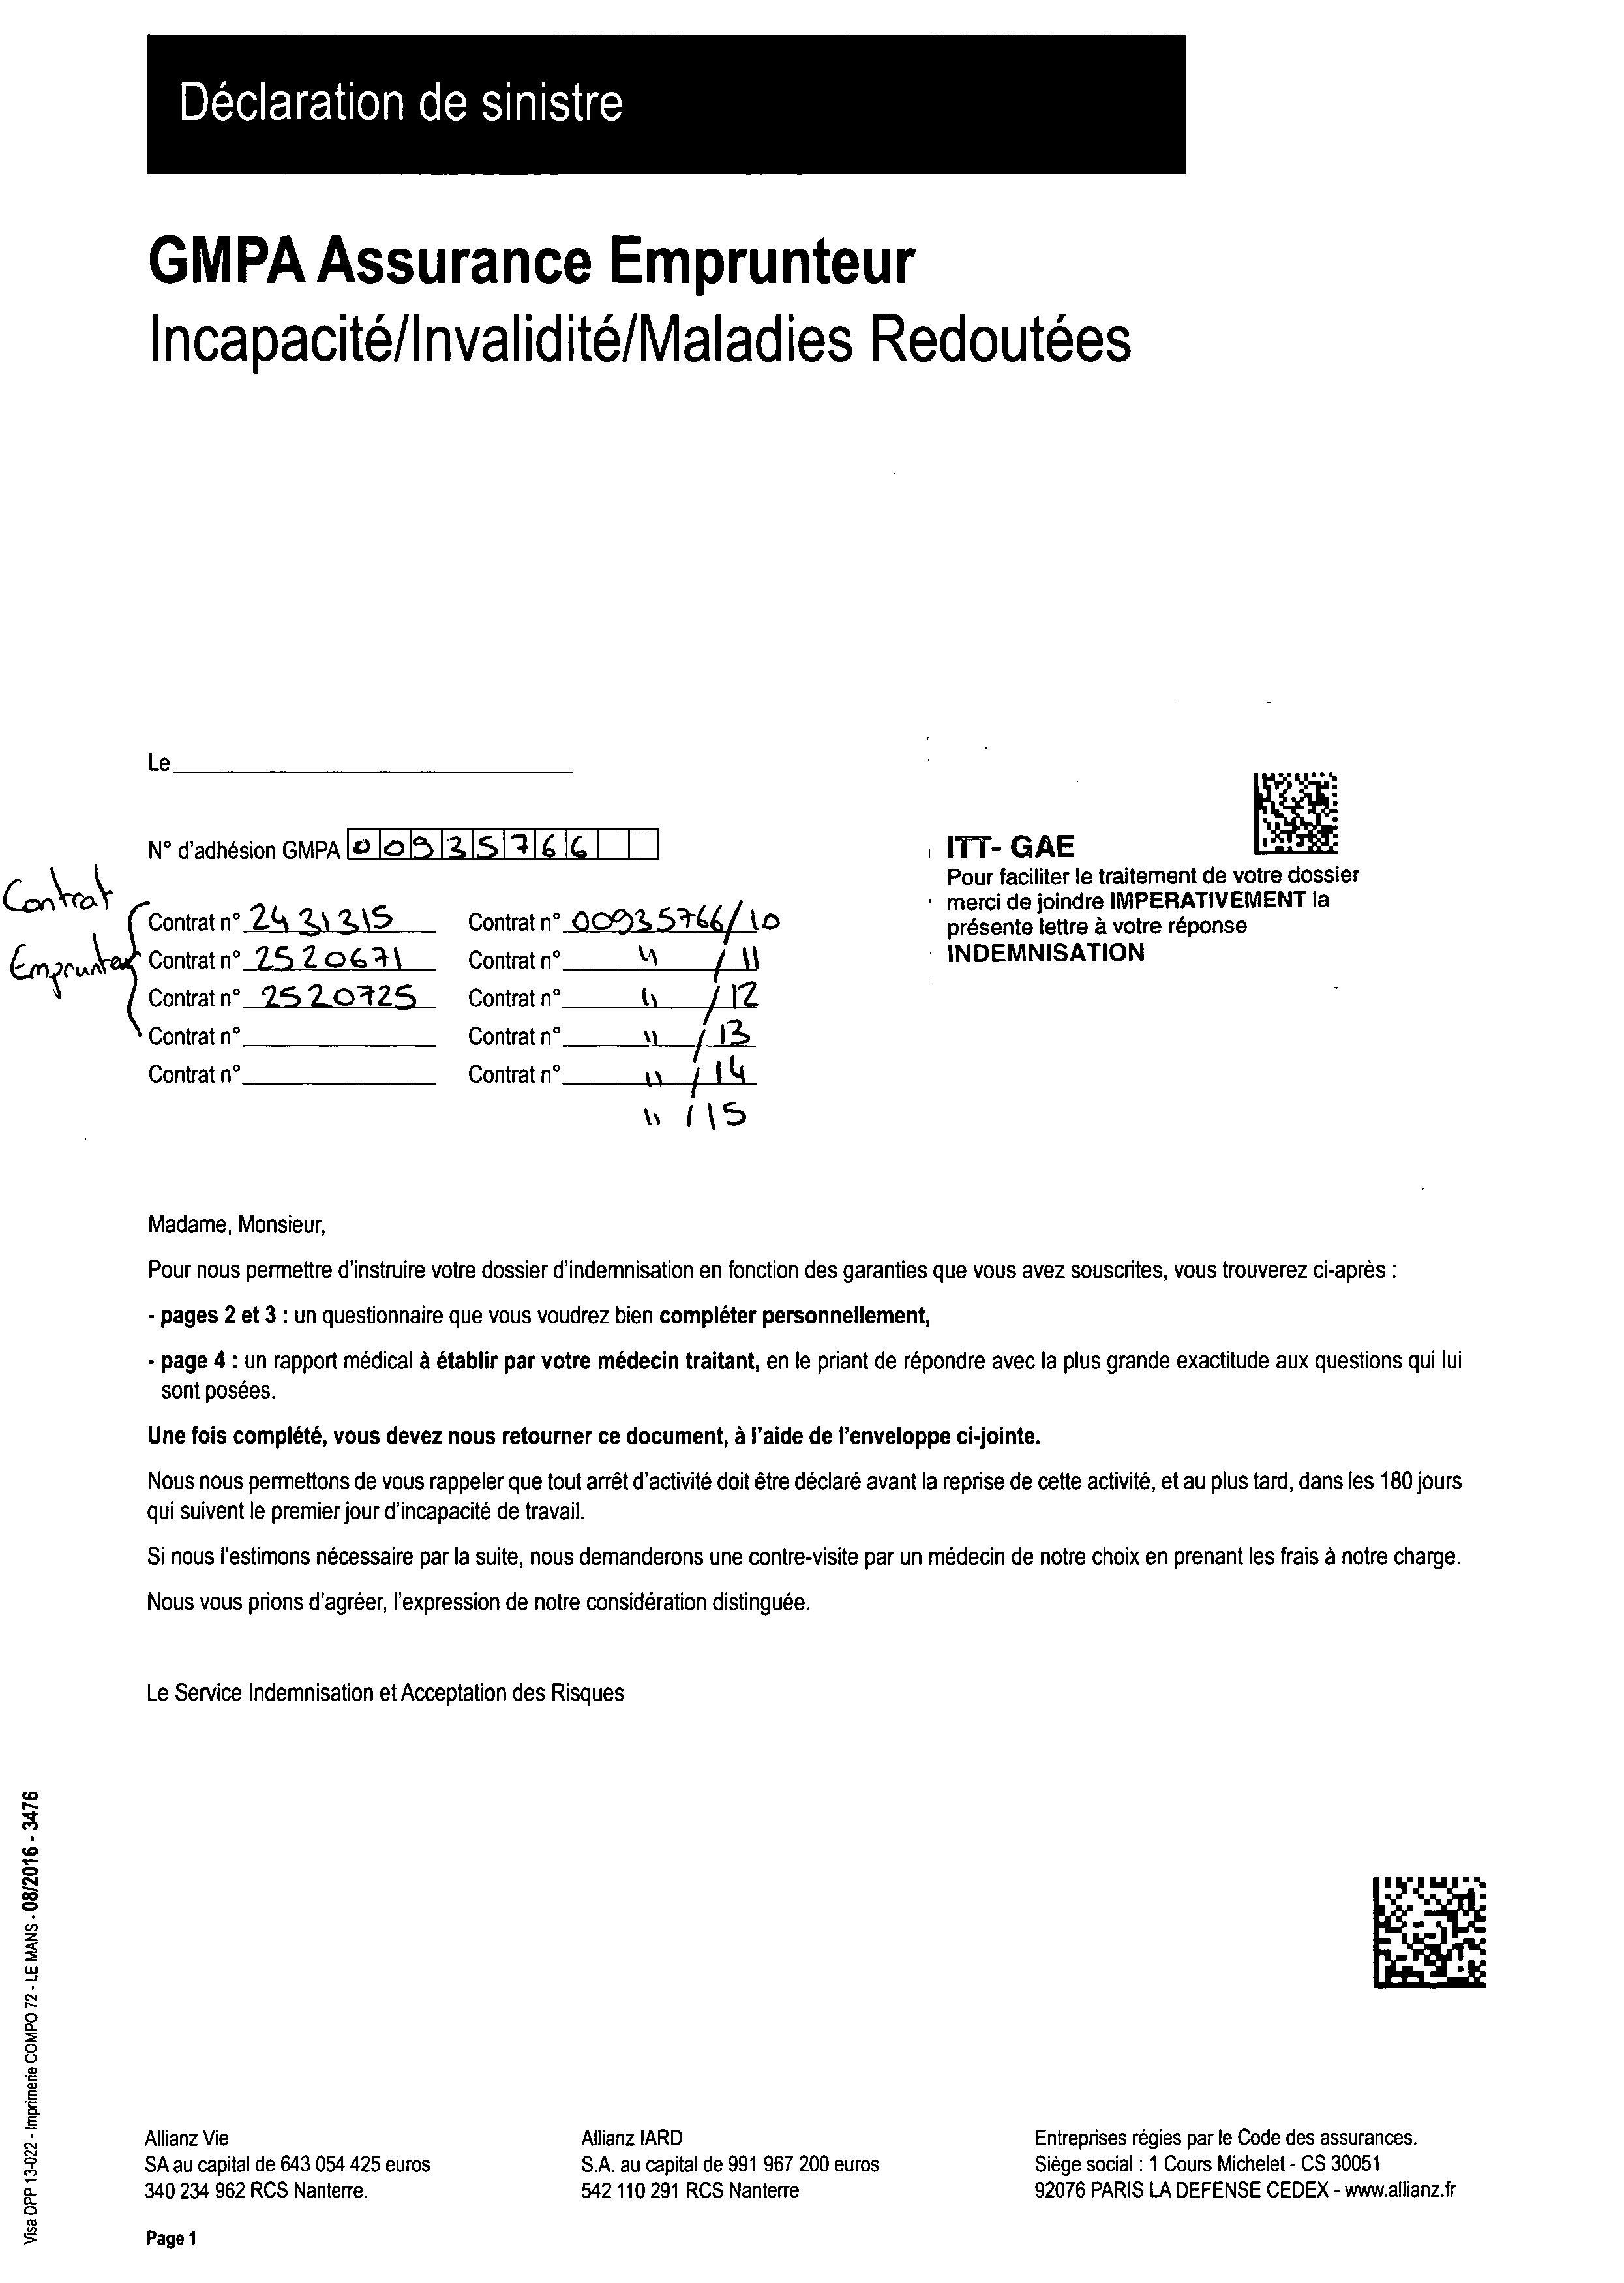 Déclaration de sinistre
GMPA Assurance Emprunteur
Incapacité/Invalidité/Maladies Redoutées
Le
N° d'adhésion GMPA 00935766
Contrat
Emprunteur
Contrat n° 2431315 Contrat n° 00935766/10
Contrat n° 2520671 Contrat n° " /11
Contrat n° 2520725 Contrat n° " /12
Contrat n° Contrat n° " /13
Contrat n° Contrat n° " /14
" /15
ITT- GAE
Pour faciliter le traitement de votre dossier
merci de joindre IMPERATIVEMENT la
présente lettre à votre réponse
INDEMNISATION
Madame, Monsieur,
Pour nous permettre d'instruire votre dossier d'indemnisation en fonction des garanties que vous avez souscrites, vous trouverez ci-après :
- pages 2 et 3 : un questionnaire que vous voudrez bien compléter personnellement,
- page 4 : un rapport médical à établir par votre médecin traitant, en le priant de répondre avec la plus grande exactitude aux questions qui lui
sont posées.
Une fois complété, vous devez nous retourner ce document, à l'aide de l'enveloppe ci-jointe.
Nous nous permettons de vous rappeler que tout arrêt d'activité doit être déclaré avant la reprise de cette activité, et au plus tard, dans les 180 jours
qui suivent le premier jour d'incapacité de travail.
Si nous l'estimons nécessaire par la suite, nous demanderons une contre-visite par un médecin de notre choix en prenant les frais à notre charge.
Nous vous prions d'agréer, l'expression de notre considération distinguée.
Le Service Indemnisation et Acceptation des Risques
Visa DPP 13-022 - Imprimerie COMPO 72 - LE MANS - 08/2016 - 3476
Allianz Vie
SA au capital de 643 054 425 euros
340 234 962 RCS Nanterre.
Allianz IARD
S.A. au capital de 991 967 200 euros
542 110 291 RCS Nanterre
Entreprises régies par le Code des assurances.
Siège social : 1 Cours Michelet - CS 30051
92076 PARIS LA DEFENSE CEDEX - www.allianz.fr
Page 1